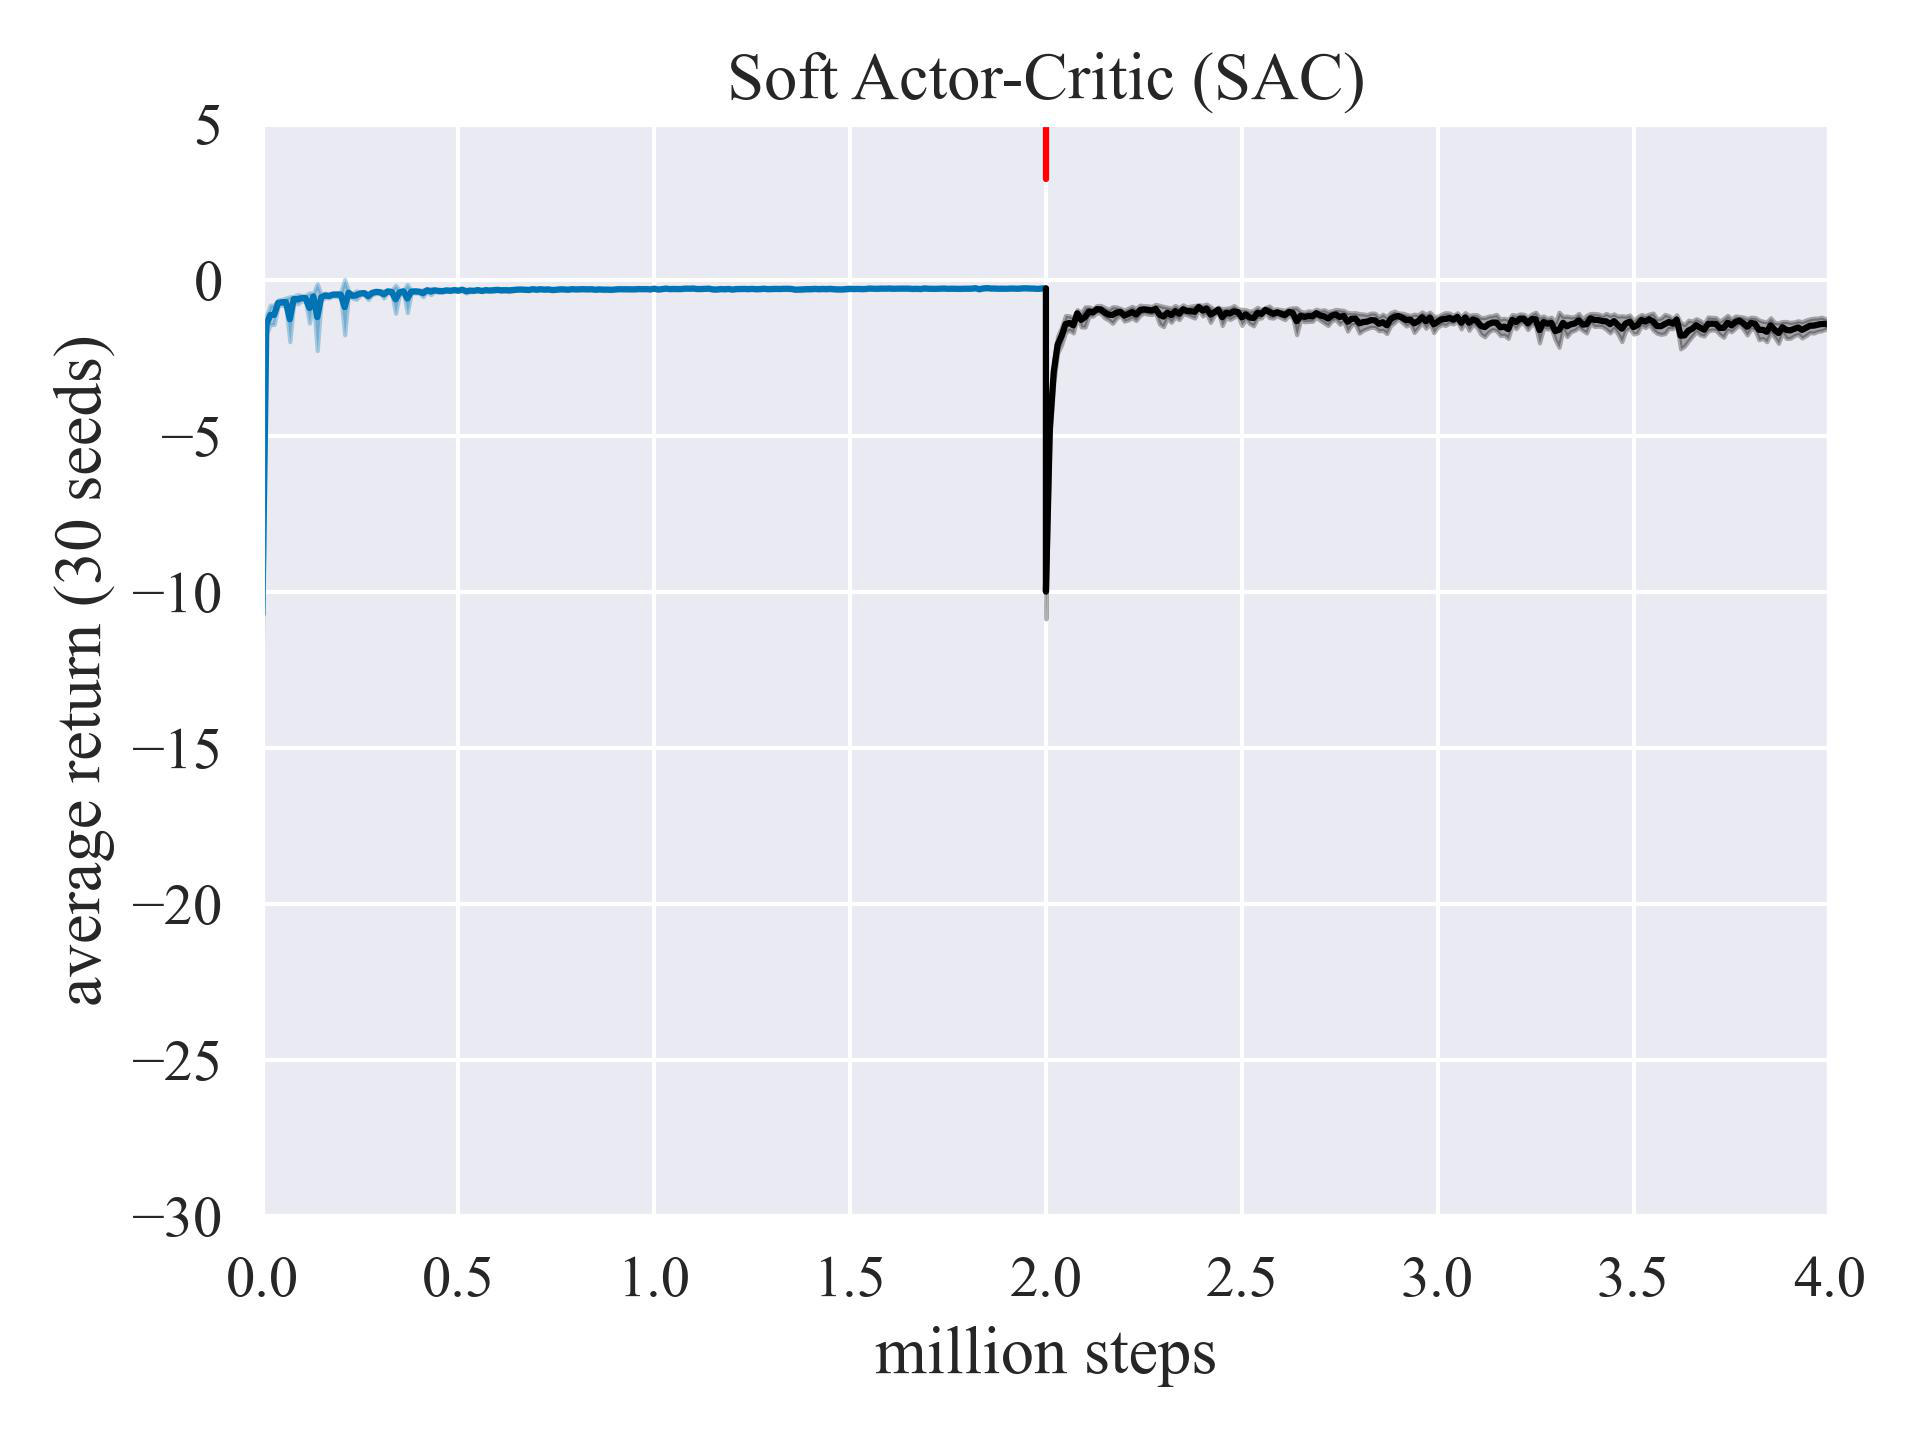 Soft Actor-Critic (SAC)
5
0
−5
−10
−15
−20
−25
−30
average return (30 seeds)
0.0 0.5 1.0 1.5 2.0 2.5 3.0 3.5 4.0
million steps